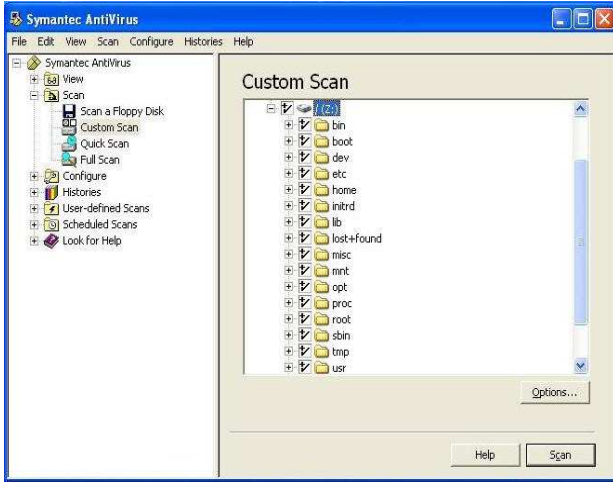 Symantec AntiVirus
File Edit View Scan Configure Histories Help
Symantec AntiVirus
View
Scan
Scan a Floppy Disk
Custom Scan
Quick Scan
Full Scan
Configure
Histories
User-defined Scans
Scheduled Scans
Look for Help
Custom Scan
/ (Z:)
bin
boot
dev
etc
home
initrd
lib
lost+found
misc
mnt
opt
proc
root
sbin
tmp
usr
Options...
Help
Scan